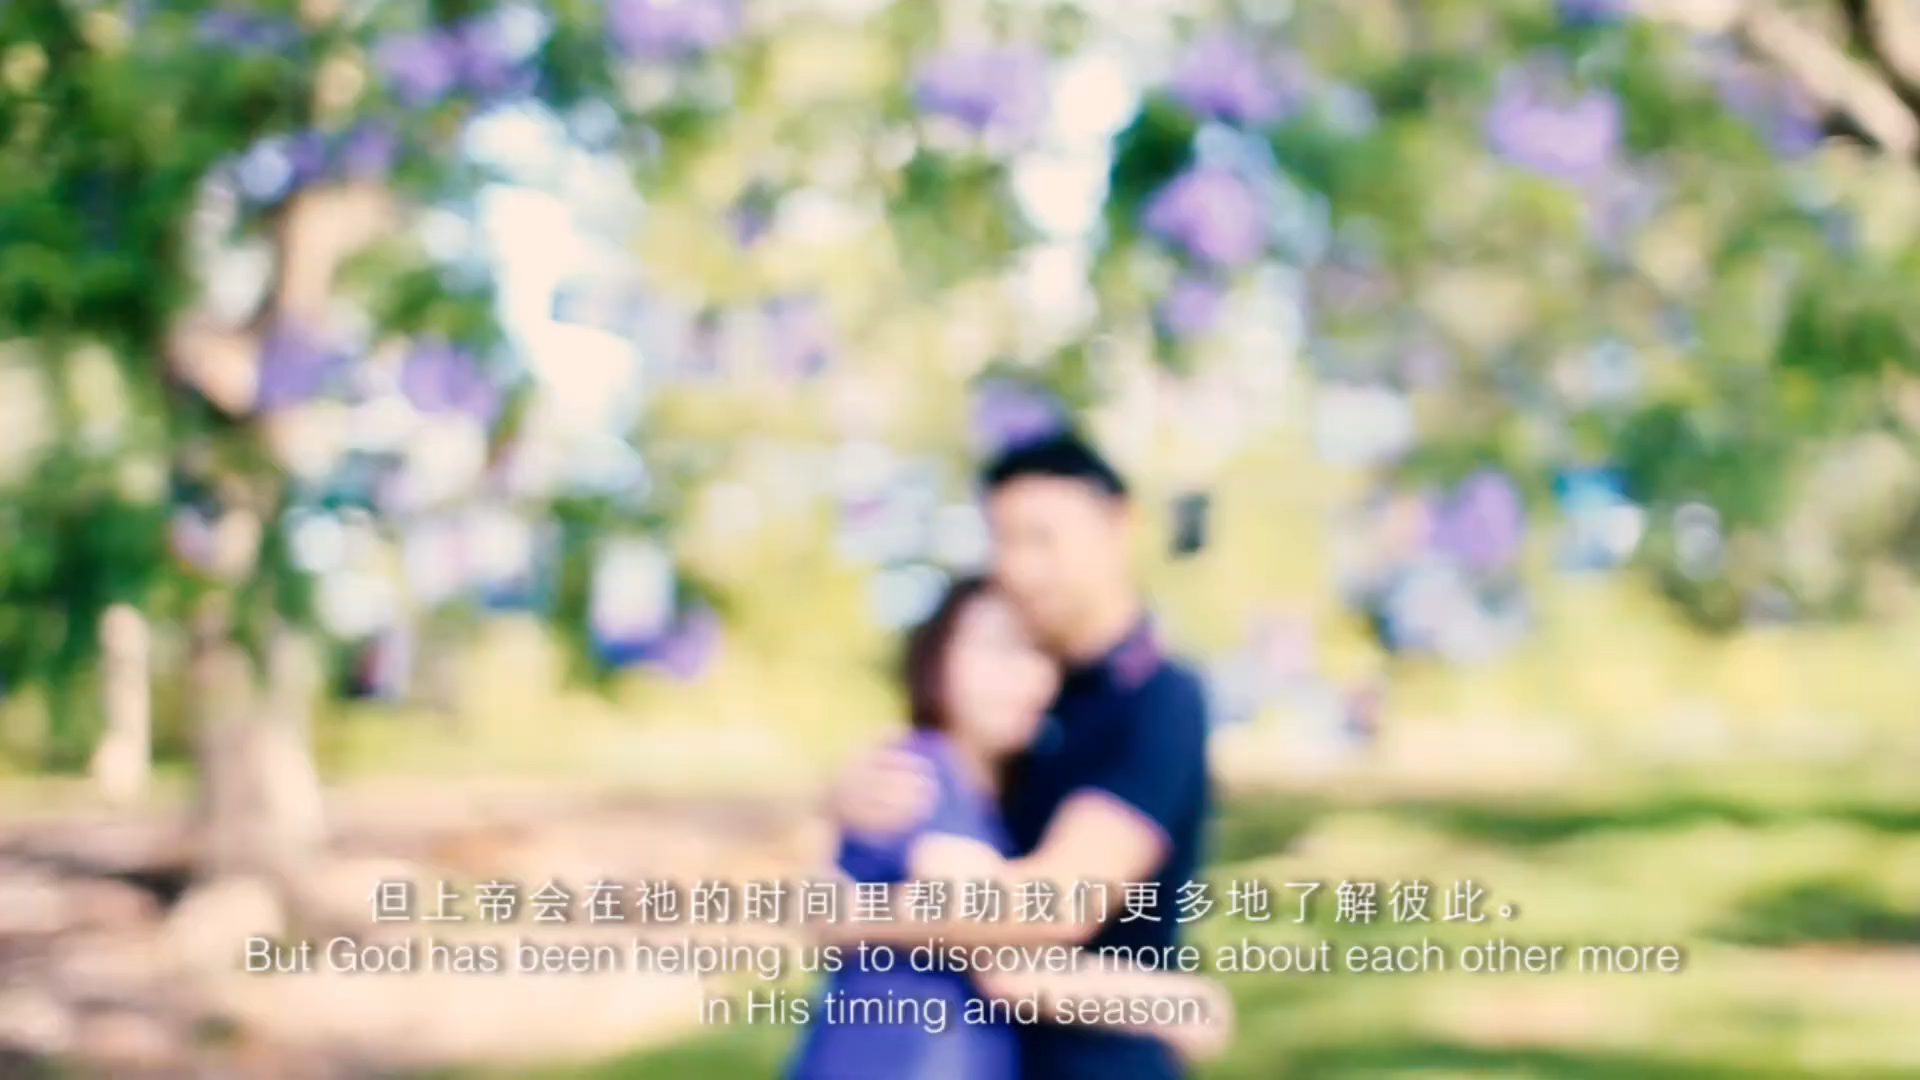 但上帝会在祂的时间里帮助我们更多地了解彼此。
But God has been helping us to discover more about each other more
in His timing and season.